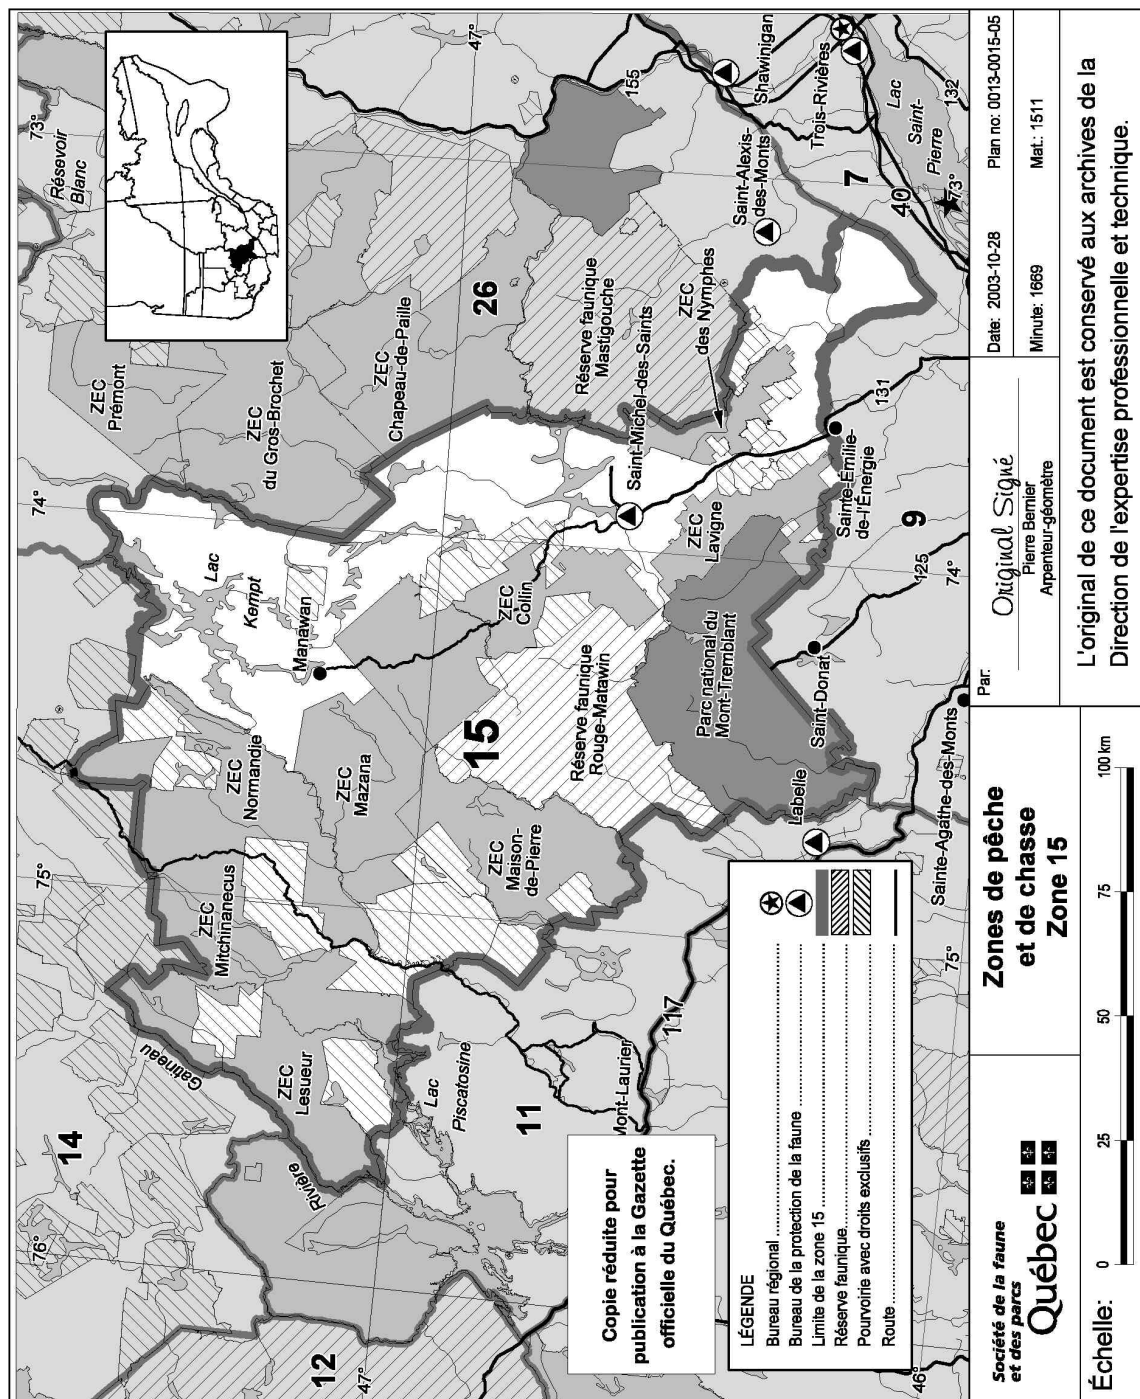 76°
75°
74°
73°
Résevoir
Blanc
14
Gatineau
Rivière
12
47°
ZEC
Lesueur
ZEC
Mitchinanecus
ZEC
Normandie
Lac
Kempt
Manawan
ZEC
Prémont
ZEC
du Gros-Brochet
ZEC
Chapeau-de-Paille
47°
Lac
Piscatosine
11
ZEC
Mazana
15
ZEC
Maison-
de-Pierre
ZEC
Collin
26
Réserve faunique
Rouge-Matawin
Saint-Michel-des-Saints
Réserve faunique
Mastigouche
155
Mont-Laurier
117
ZEC
Lavigne
Parc national du
Mont-Tremblant
ZEC
des Nymphes
Saint-Alexis-
des-Monts
Shawinigan
Trois-Rivières
Labelle
Saint-Donat
Sainte-Émilie-
de-l'Énergie
131
7
40
Lac
Saint-
Pierre
132
73°
9
125
74°
Sainte-Agathe-des-Monts
75°
46°
Copie réduite pour
publication à la Gazette
officielle du Québec.
LÉGENDE
Bureau régional
Bureau de la protection de la faune
Limite de la zone 15
Réserve faunique
Pourvoirie avec droits exclusifs
Route
Société de la faune
et des parcs
Québec
Zones de pêche
et de chasse
Zone 15
Par:
Original Signé
Pierre Bernier
Arpenteur-géomètre
Date: 2003-10-28
Plan no: 0013-0015-05
Minute: 1669
Mat.: 1511
Échelle:
0
25
50
75
100 km
L'original de ce document est conservé aux archives de la
Direction de l'expertise professionnelle et technique.